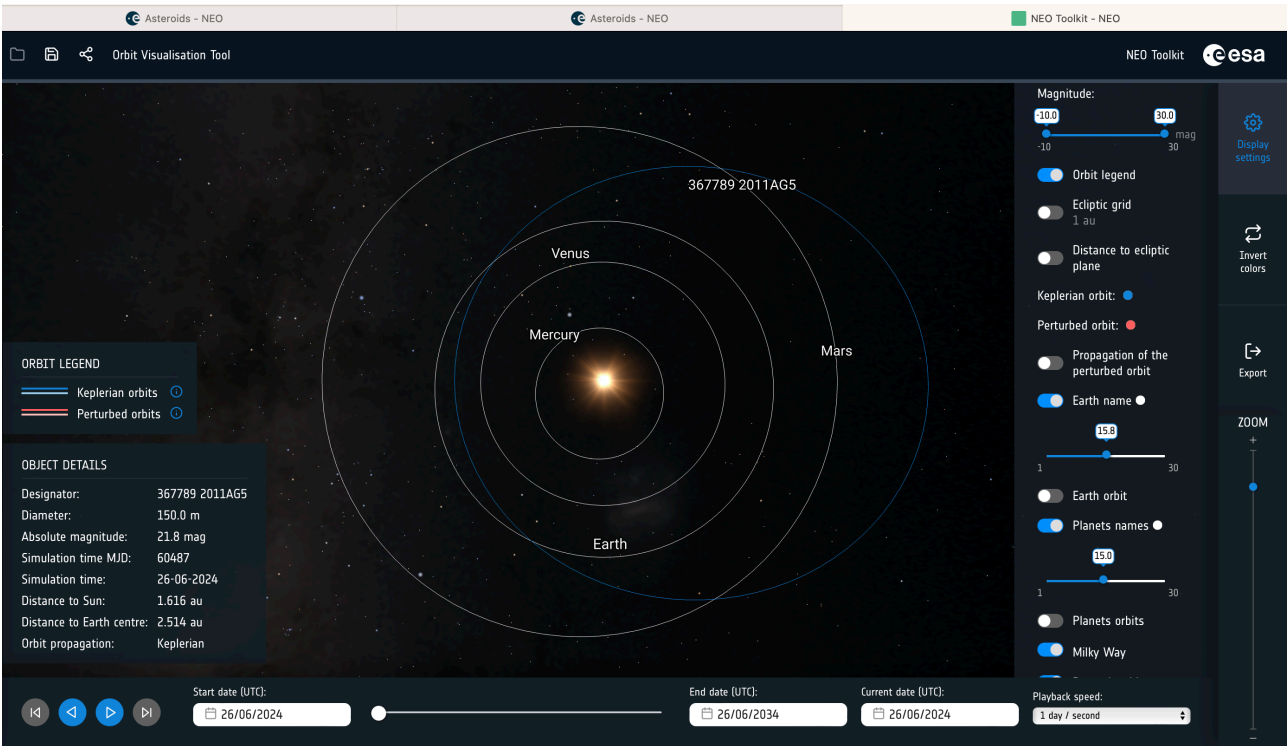 Asteroids - NEO
Asteroids - NEO
NEO Toolkit - NEO
Orbit Visualisation Tool
NEO Toolkit
esa
367789 2011AG5
Venus
Mercury
Mars
Earth
ORBIT LEGEND
Keplerian orbits
Perturbed orbits
OBJECT DETAILS
Designator: 367789 2011AG5
Diameter: 150.0 m
Absolute magnitude: 21.8 mag
Simulation time MJD: 60487
Simulation time: 26-06-2024
Distance to Sun: 1.616 au
Distance to Earth centre: 2.514 au
Orbit propagation: Keplerian
Magnitude:
-10.0 30.0
mag
-10 30
Orbit legend
Ecliptic grid
1 au
Distance to ecliptic
plane
Keplerian orbit:
Perturbed orbit:
Propagation of the
perturbed orbit
Earth name
15.8
1 30
Earth orbit
Planets names
15.0
1 30
Planets orbits
Milky Way
Display
settings
Invert
colors
Export
ZOOM
+
−
Start date (UTC):
26/06/2024
End date (UTC):
26/06/2034
Current date (UTC):
26/06/2024
Playback speed:
1 day / second